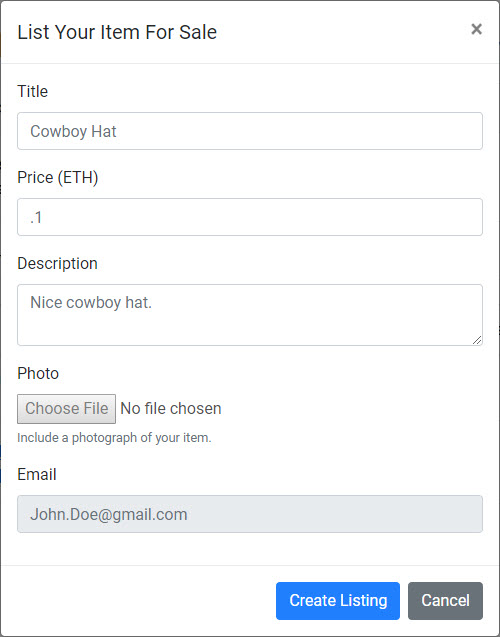 List Your Item For Sale ×
Title
Cowboy Hat
Price (ETH)
.1
Description
Nice cowboy hat.
Photo
Choose File No file chosen
Include a photograph of your item.
Email
John.Doe@gmail.com
Create Listing Cancel